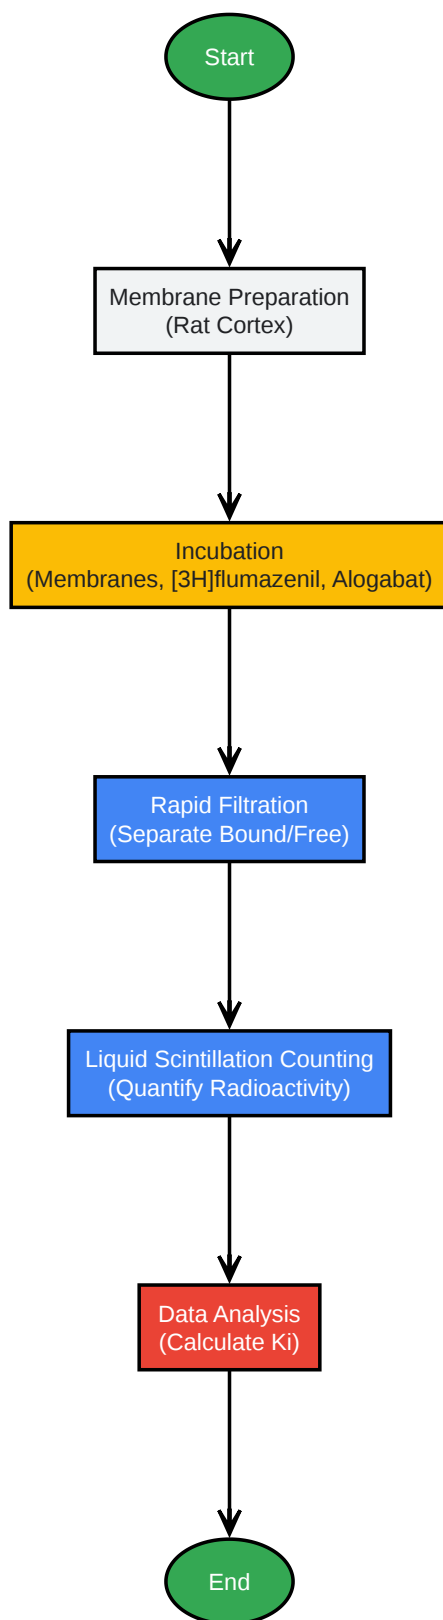 Start
Membrane Preparation
(Rat Cortex)
Incubation
(Membranes, [3H]flumazenil, Alogabat)
Rapid Filtration
(Separate Bound/Free)
Liquid Scintillation Counting
(Quantify Radioactivity)
Data Analysis
(Calculate Ki)
End